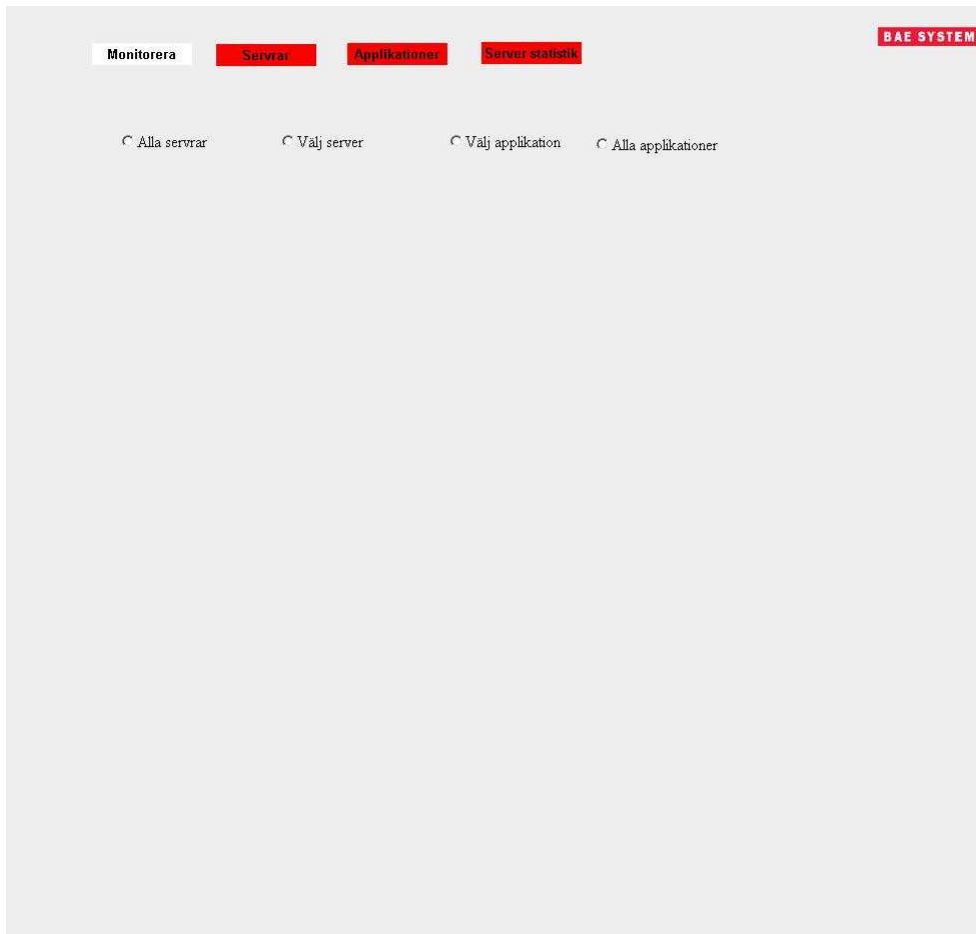 BAE SYSTEM
Monitorera Servrar Applikationer Server statistik
Alla servrar Välj server Välj applikation Alla applikationer